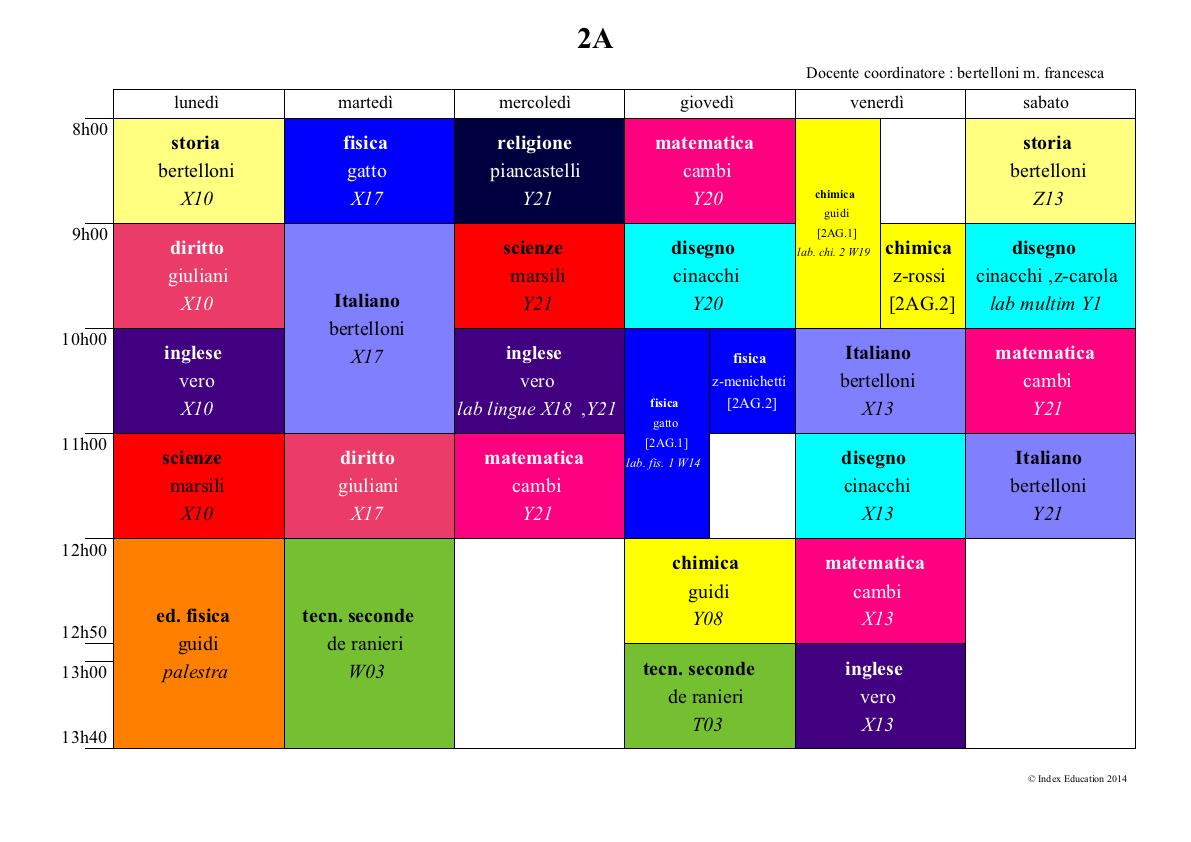 2A
Docente coordinatore : bertelloni m. francesca
lunedì
martedì
mercoledì
giovedì
venerdì
sabato
8h00
9h00
10h00
11h00
12h00
12h50
13h00
13h40
storia
bertelloni
X10
diritto
giuliani
X10
inglese
vero
X10
scienze
marsili
X10
ed. fisica
guidi
palestra
fisica
gatto
X17
Italiano
bertelloni
X17
diritto
giuliani
X17
tecn. seconde
de ranieri
W03
religione
piancastelli
Y21
scienze
marsili
Y21
inglese
vero
lab lingue X18 ,Y21
matematica
cambi
Y21
matematica
cambi
Y20
disegno
cinacchi
Y20
fisica
gatto
[2AG.1]
lab. fis. 1 W14
fisica
z-menichetti
[2AG.2]
chimica
guidi
Y08
tecn. seconde
de ranieri
T03
chimica
guidi
[2AG.1]
lab. chi. 2 W19
chimica
z-rossi
[2AG.2]
Italiano
bertelloni
X13
disegno
cinacchi
X13
matematica
cambi
X13
inglese
vero
X13
storia
bertelloni
Z13
disegno
cinacchi ,z-carola
lab multim Y1
matematica
cambi
Y21
Italiano
bertelloni
Y21
© Index Education 2014